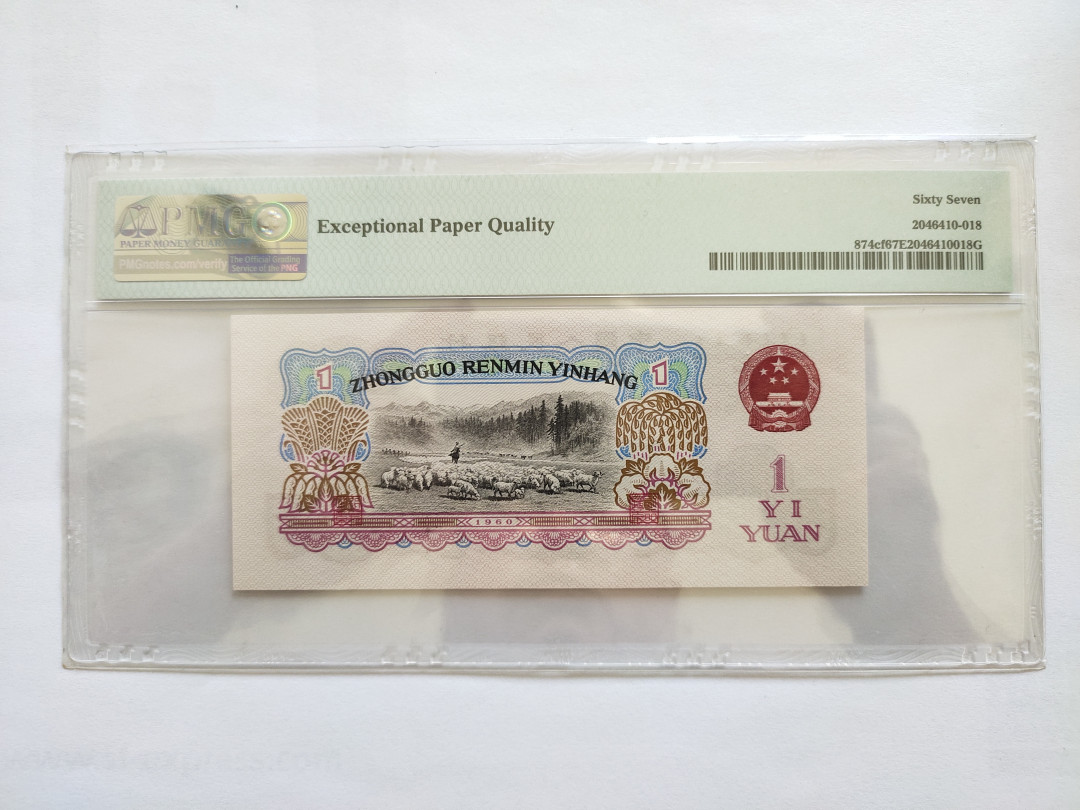 PMG
PAPER MONEY GUARANTY
PMGnotes.com/verify
The Official Grading
Service of the PNG
Exceptional Paper Quality
Sixty Seven
2046410-018
874cf67E2046410018G
1
ZHONGGUO RENMIN YINHANG
1
1960
1
YI
YUAN